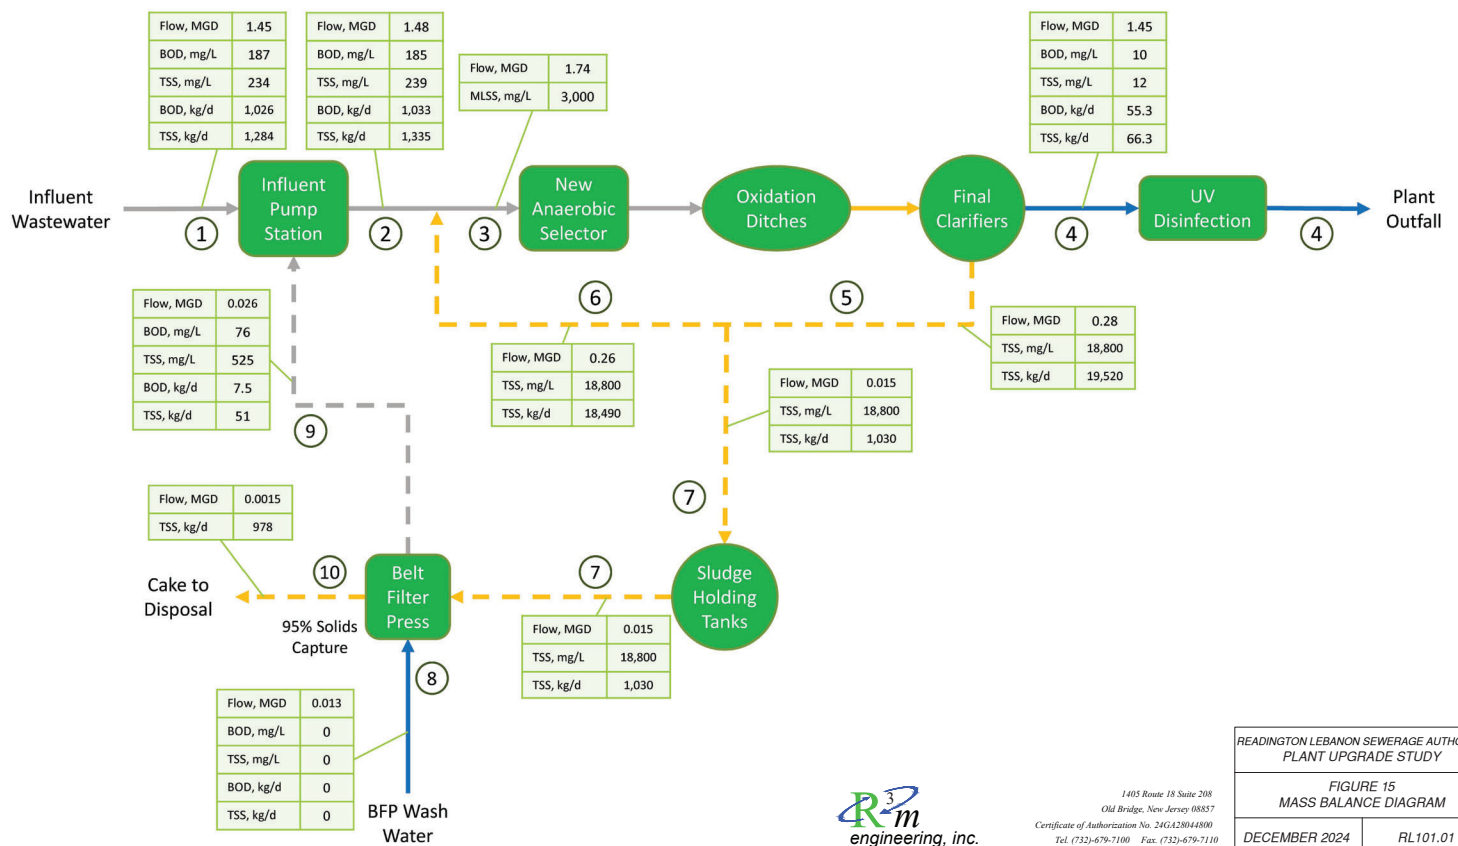 Flow, MGD 1.45
BOD, mg/L 187
TSS, mg/L 234
BOD, kg/d 1,026
TSS, kg/d 1,284
Flow, MGD 1.48
BOD, mg/L 185
TSS, mg/L 239
BOD, kg/d 1,033
TSS, kg/d 1,335
Flow, MGD 1.74
MLSS, mg/L 3,000
Flow, MGD 1.45
BOD, mg/L 10
TSS, mg/L 12
BOD, kg/d 55.3
TSS, kg/d 66.3
Influent
Wastewater
1
Influent
Pump
Station
2
3
New
Anaerobic
Selector
Oxidation
Ditches
Final
Clarifiers
4
UV
Disinfection
4
Plant
Outfall
Flow, MGD 0.026
BOD, mg/L 76
TSS, mg/L 525
BOD, kg/d 7.5
TSS, kg/d 51
9
6
5
Flow, MGD 0.26
TSS, mg/L 18,800
TSS, kg/d 18,490
Flow, MGD 0.28
TSS, mg/L 18,800
TSS, kg/d 19,520
Flow, MGD 0.015
TSS, mg/L 18,800
TSS, kg/d 1,030
7
Flow, MGD 0.0015
TSS, kg/d 978
Cake to
Disposal
10
95% Solids
Capture
Belt
Filter
Press
7
Sludge
Holding
Tanks
Flow, MGD 0.015
TSS, mg/L 18,800
TSS, kg/d 1,030
8
Flow, MGD 0.013
BOD, mg/L 0
TSS, mg/L 0
BOD, kg/d 0
TSS, kg/d 0
BFP Wash
Water
R3m
engineering, inc.
1405 Route 18 Suite 208
Old Bridge, New Jersey 08857
Certificate of Authorization No. 24GA28044800
Tel. (732)-679-7100 Fax. (732)-679-7110
READINGTON LEBANON SEWERAGE AUTHO
PLANT UPGRADE STUDY
FIGURE 15
MASS BALANCE DIAGRAM
DECEMBER 2024 RL101.01